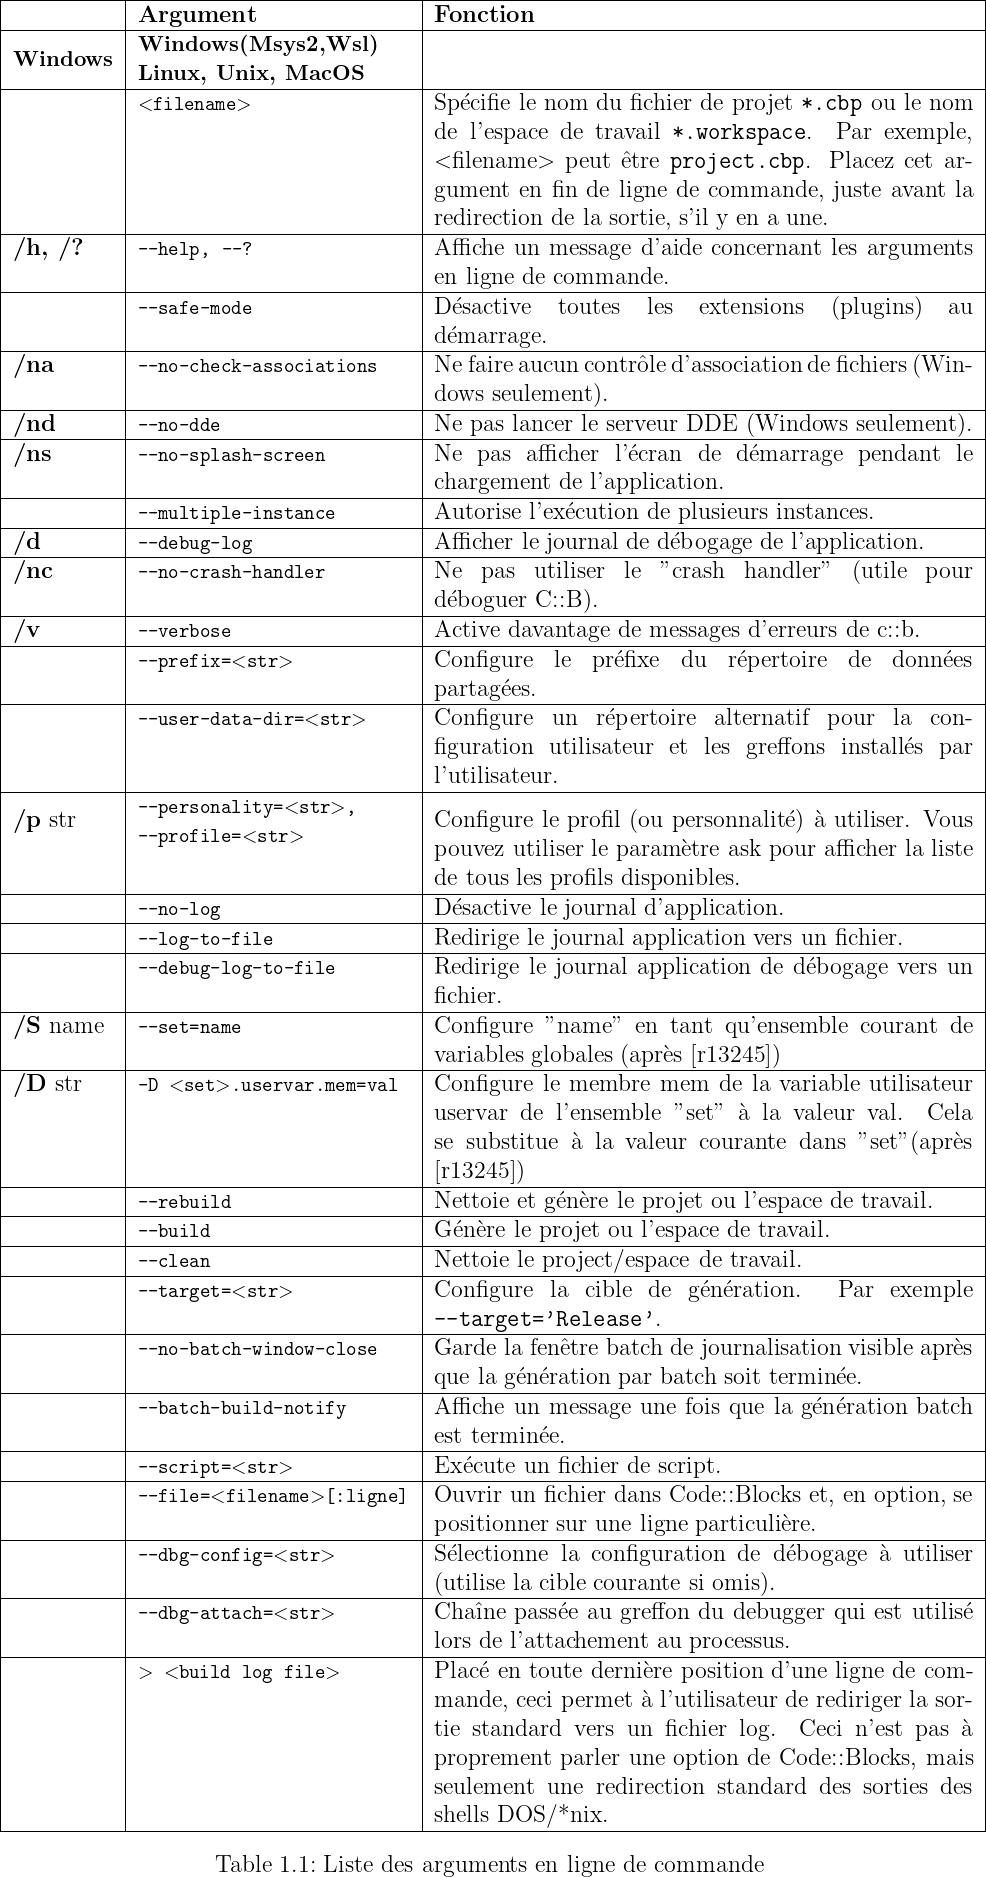 Argument Fonction
Windows Windows(Msys2,Wsl)
Linux, Unix, MacOS
<filename> Spécifie le nom du fichier de projet *.cbp ou le nom
de l'espace de travail *.workspace. Par exemple,
<filename> peut être project.cbp. Placez cet ar-
gument en fin de ligne de commande, juste avant la
redirection de la sortie, s'il y en a une.
/h, /? --help, --? Affiche un message d'aide concernant les arguments
en ligne de commande.
--safe-mode Désactive toutes les extensions (plugins) au
démarrage.
/na --no-check-associations Ne faire aucun contrôle d'association de fichiers (Win-
dows seulement).
/nd --no-dde Ne pas lancer le serveur DDE (Windows seulement).
/ns --no-splash-screen Ne pas afficher l'écran de démarrage pendant le
chargement de l'application.
--multiple-instance Autorise l'exécution de plusieurs instances.
/d --debug-log Afficher le journal de débogage de l'application.
/nc --no-crash-handler Ne pas utiliser le "crash handler" (utile pour
déboguer C::B).
/v --verbose Active davantage de messages d'erreurs de c::b.
--prefix=<str> Configure le préfixe du répertoire de données
partagées.
--user-data-dir=<str> Configure un répertoire alternatif pour la con-
figuration utilisateur et les greffons installés par
l'utilisateur.
/p str --personality=<str>,
--profile=<str> Configure le profil (ou personnalité) à utiliser. Vous
pouvez utiliser le paramètre ask pour afficher la liste
de tous les profils disponibles.
--no-log Désactive le journal d'application.
--log-to-file Redirige le journal application vers un fichier.
--debug-log-to-file Redirige le journal application de débogage vers un
fichier.
/S name --set=name Configure "name" en tant qu'ensemble courant de
variables globales (après [r13245])
/D str -D <set>.uservar.mem=val Configure le membre mem de la variable utilisateur
uservar de l'ensemble "set" à la valeur val. Cela
se substitue à la valeur courante dans "set"(après
[r13245])
--rebuild Nettoie et génère le projet ou l'espace de travail.
--build Génère le projet ou l'espace de travail.
--clean Nettoie le project/espace de travail.
--target=<str> Configure la cible de génération. Par exemple
--target='Release'.
--no-batch-window-close Garde la fenêtre batch de journalisation visible après
que la génération par batch soit terminée.
--batch-build-notify Affiche un message une fois que la génération batch
est terminée.
--script=<str> Exécute un fichier de script.
--file=<filename>[:ligne] Ouvrir un fichier dans Code::Blocks et, en option, se
positionner sur une ligne particulière.
--dbg-config=<str> Sélectionne la configuration de débogage à utiliser
(utilise la cible courante si omis).
--dbg-attach=<str> Chaîne passée au greffon du debugger qui est utilisé
lors de l'attachement au processus.
> <build log file> Placé en toute dernière position d'une ligne de com-
mande, ceci permet à l'utilisateur de rediriger la sor-
tie standard vers un fichier log. Ceci n'est pas à
proprement parler une option de Code::Blocks, mais
seulement une redirection standard des sorties des
shells DOS/*nix.
Table 1.1: Liste des arguments en ligne de commande